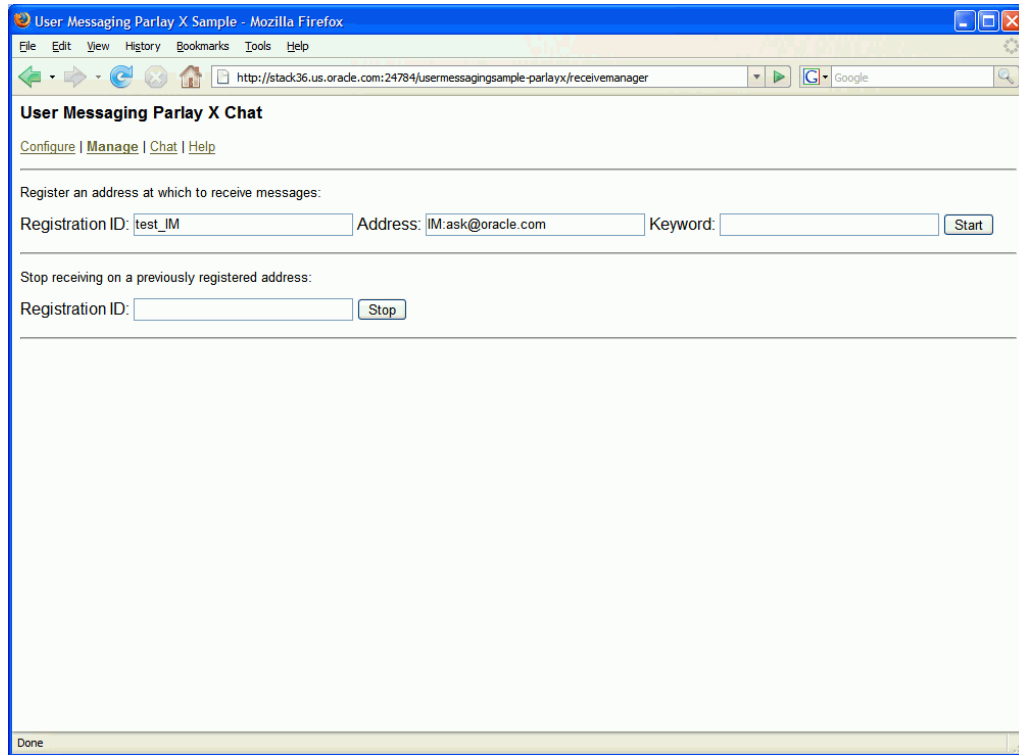 User Messaging Parlay X Sample - Mozilla Firefox
File Edit View History Bookmarks Tools Help
http://stack36.us.oracle.com:24784/usermessagingsample-parlayx/receivemanager G Google
User Messaging Parlay X Chat
Configure | Manage | Chat | Help
Register an address at which to receive messages:
Registration ID: test_IM Address: IM:ask@oracle.com Keyword: Start
Stop receiving on a previously registered address:
Registration ID: Stop
Done